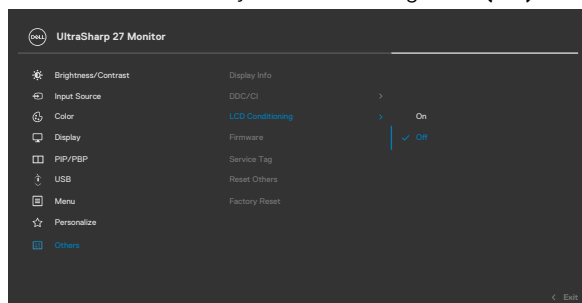 DELL UltraSharp 27 Monitor
Brightness/Contrast Display Info
Input Source DDC/CI >
Color LCD Conditioning > On
Display Firmware ✓ Off
PIP/PBP Service Tag
USB Reset Others
Menu Factory Reset
Personalize
Others
< Exit